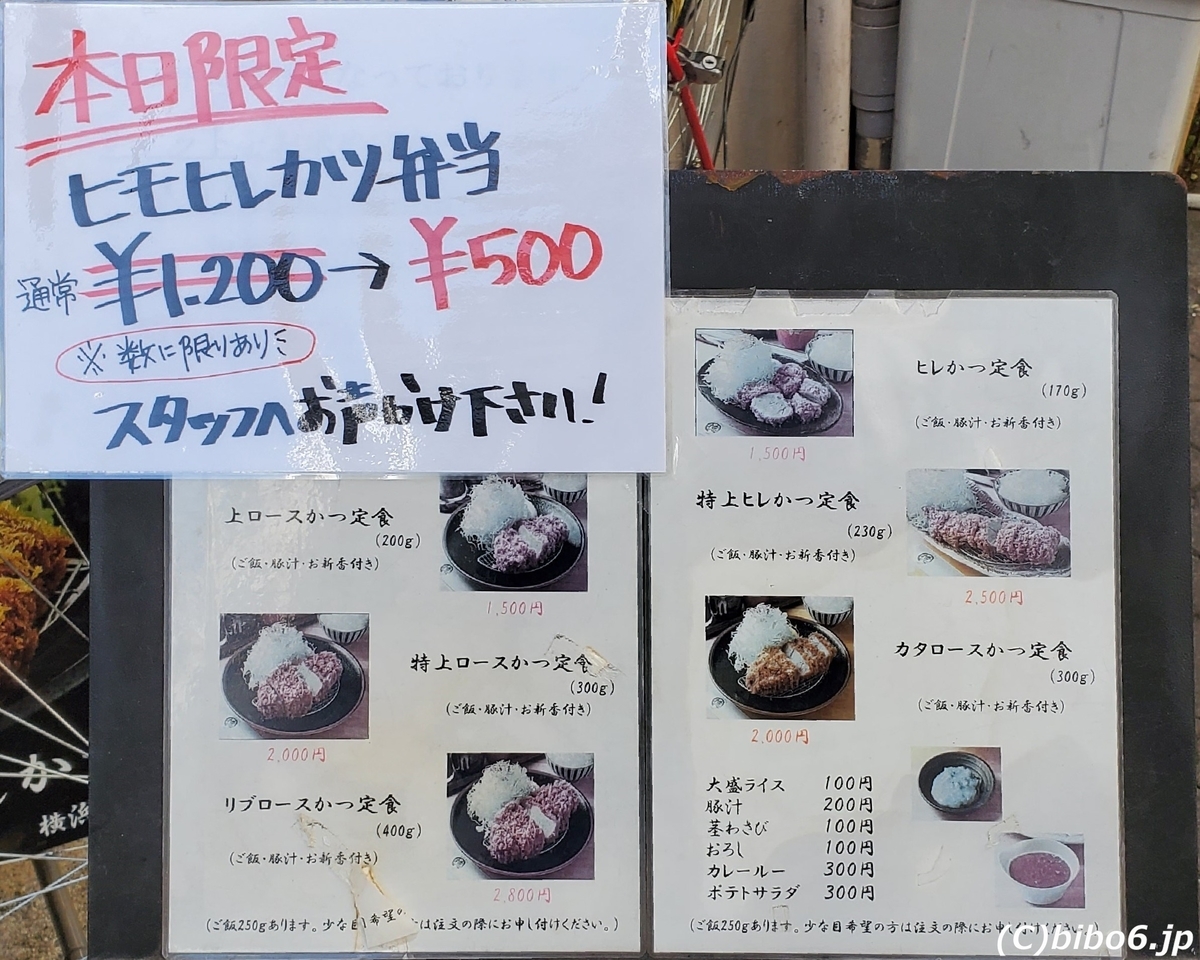 本日限定
ヒモヒレカツ弁当
通常 ¥1.200→¥500
※数に限りあり
スタッフへお声かけ下さい!
上ロースかつ定食
(200g)
(ご飯・豚汁・お新香付き)
1,500円
特上ロースかつ定食
(300g)
(ご飯・豚汁・お新香付き)
2,000円
リブロースかつ定食
(400g)
(ご飯・豚汁・お新香付き)
2,800円
(ご飯250gあります。少な目希望の は注文の際にお申し付けください。)
ヒレかつ定食
(170g)
(ご飯・豚汁・お新香付き)
1,500円
特上ヒレかつ定食
(230g)
(ご飯・豚汁・お新香付き)
2,500円
カタロースかつ定食
(300g)
(ご飯・豚汁・お新香付き)
2,000円
大盛ライス 100円
豚汁 200円
茎わさび 100円
おろし 100円
カレールー 300円
ポテトサラダ 300円
(ご飯250gあります。少な目希望の方は注文の際にお申し付けください。)
か
横浜
(C)bibo6.jp